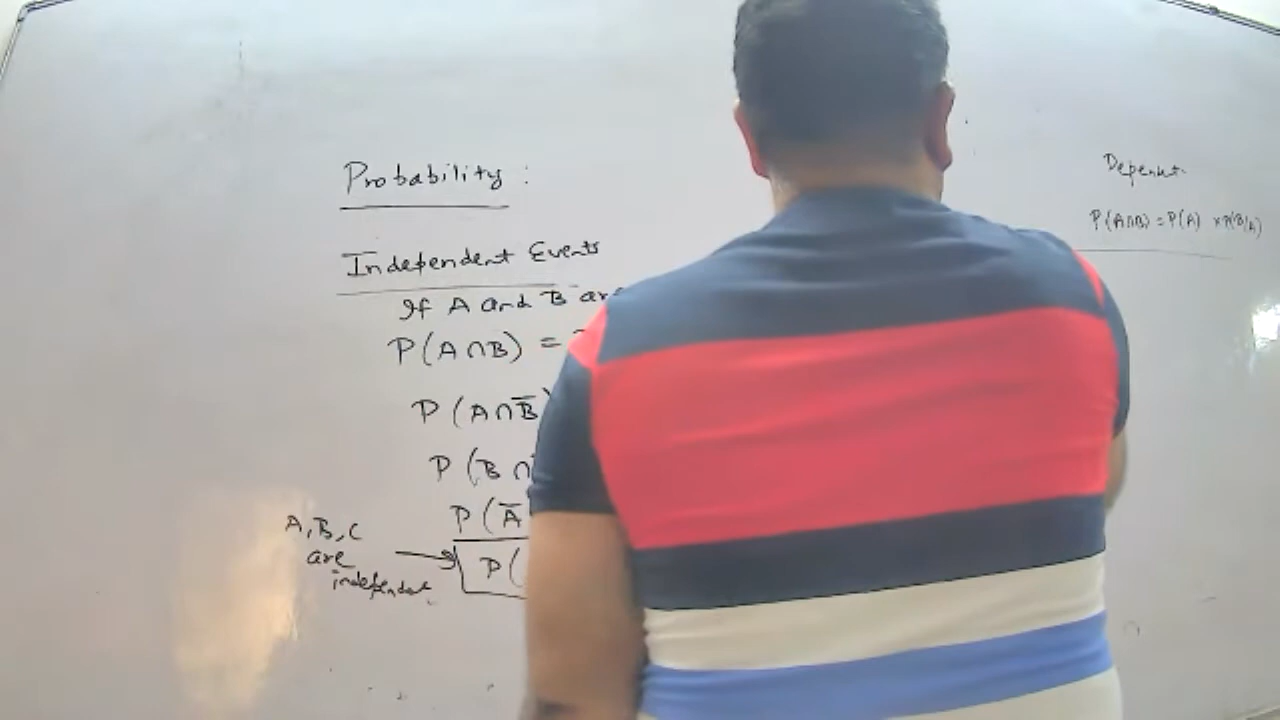 Probability :
Independent Events
If A and B are
P(A∩B) =
P(A∩B̅)
P(B∩
P(A̅
A, B, C
are
independent
P(
Dependent
P(A∩B) = P(A) × P(B/A)